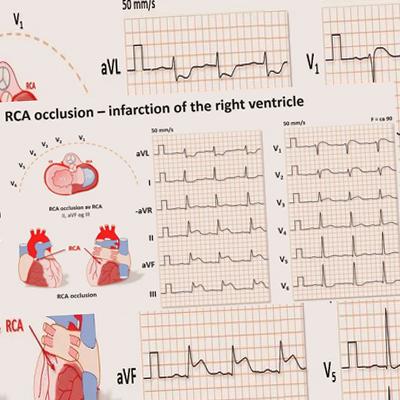 50 mm/s
V1
aVL
V1
RCA
RCA occlusion – infarction of the right ventricle
50 mm/s
50 mm/s
F = ca 90
aVL
I
-aVR
II
aVF
III
V1
V2
V3
V4
V5
V6
RCA occlusion av RCA
II, aVF og III
RCA
RCA occlusion
RCA
aVF
V5